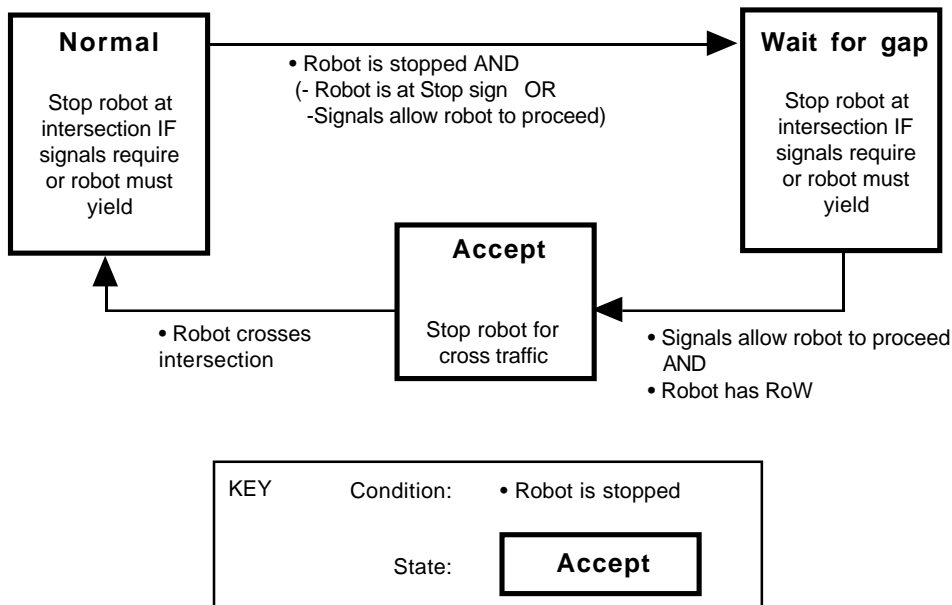 Normal
Stop robot at
intersection IF
signals require
or robot must
yield
• Robot is stopped AND
(- Robot is at Stop sign OR
-Signals allow robot to proceed)
Wait for gap
Stop robot at
intersection IF
signals require
or robot must
yield
Accept
Stop robot for
cross traffic
• Robot crosses
intersection
• Signals allow robot to proceed
AND
• Robot has RoW
KEY
Condition:
• Robot is stopped
State:
Accept